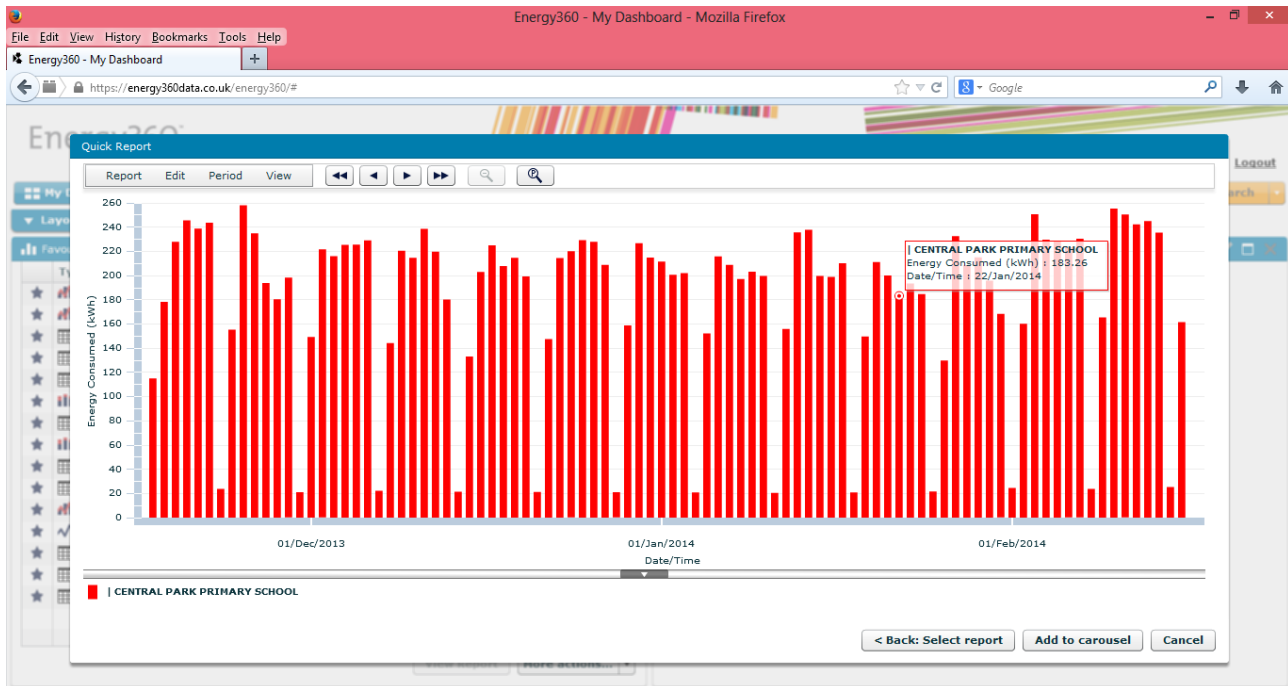 Energy360 - My Dashboard - Mozilla Firefox
File Edit View History Bookmarks Tools Help
Energy360 - My Dashboard
https://energy360data.co.uk/energy360/#
Google
Quick Report
Logout
Report Edit Period View
260
240
220
200
180
160
140
120
100
80
60
40
20
0
Energy Consumed (kWh)
| CENTRAL PARK PRIMARY SCHOOL
Energy Consumed (kWh) : 183.26
Date/Time : 22/Jan/2014
01/Dec/2013 01/Jan/2014 01/Feb/2014
Date/Time
| CENTRAL PARK PRIMARY SCHOOL
< Back: Select report Add to carousel Cancel
View Report More actions...